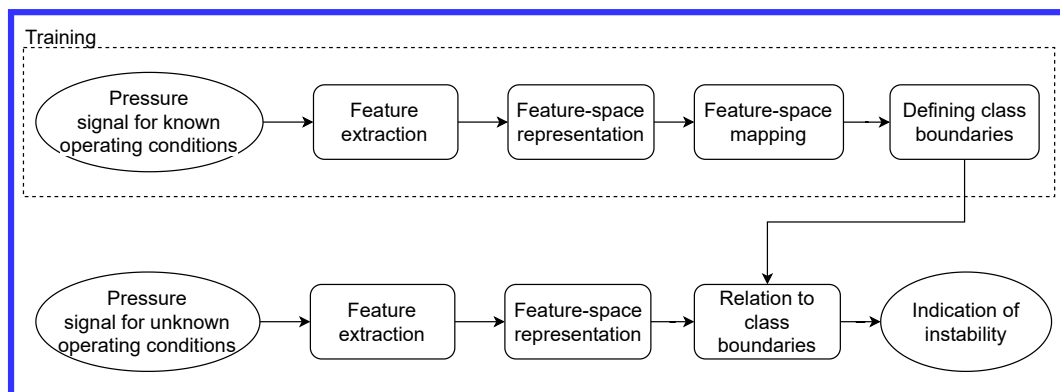 Training
Pressure
signal for known
operating conditions
Feature
extraction
Feature-space
representation
Feature-space
mapping
Defining class
boundaries
Pressure
signal for unknown
operating conditions
Feature
extraction
Feature-space
representation
Relation to
class
boundaries
Indication of
instability